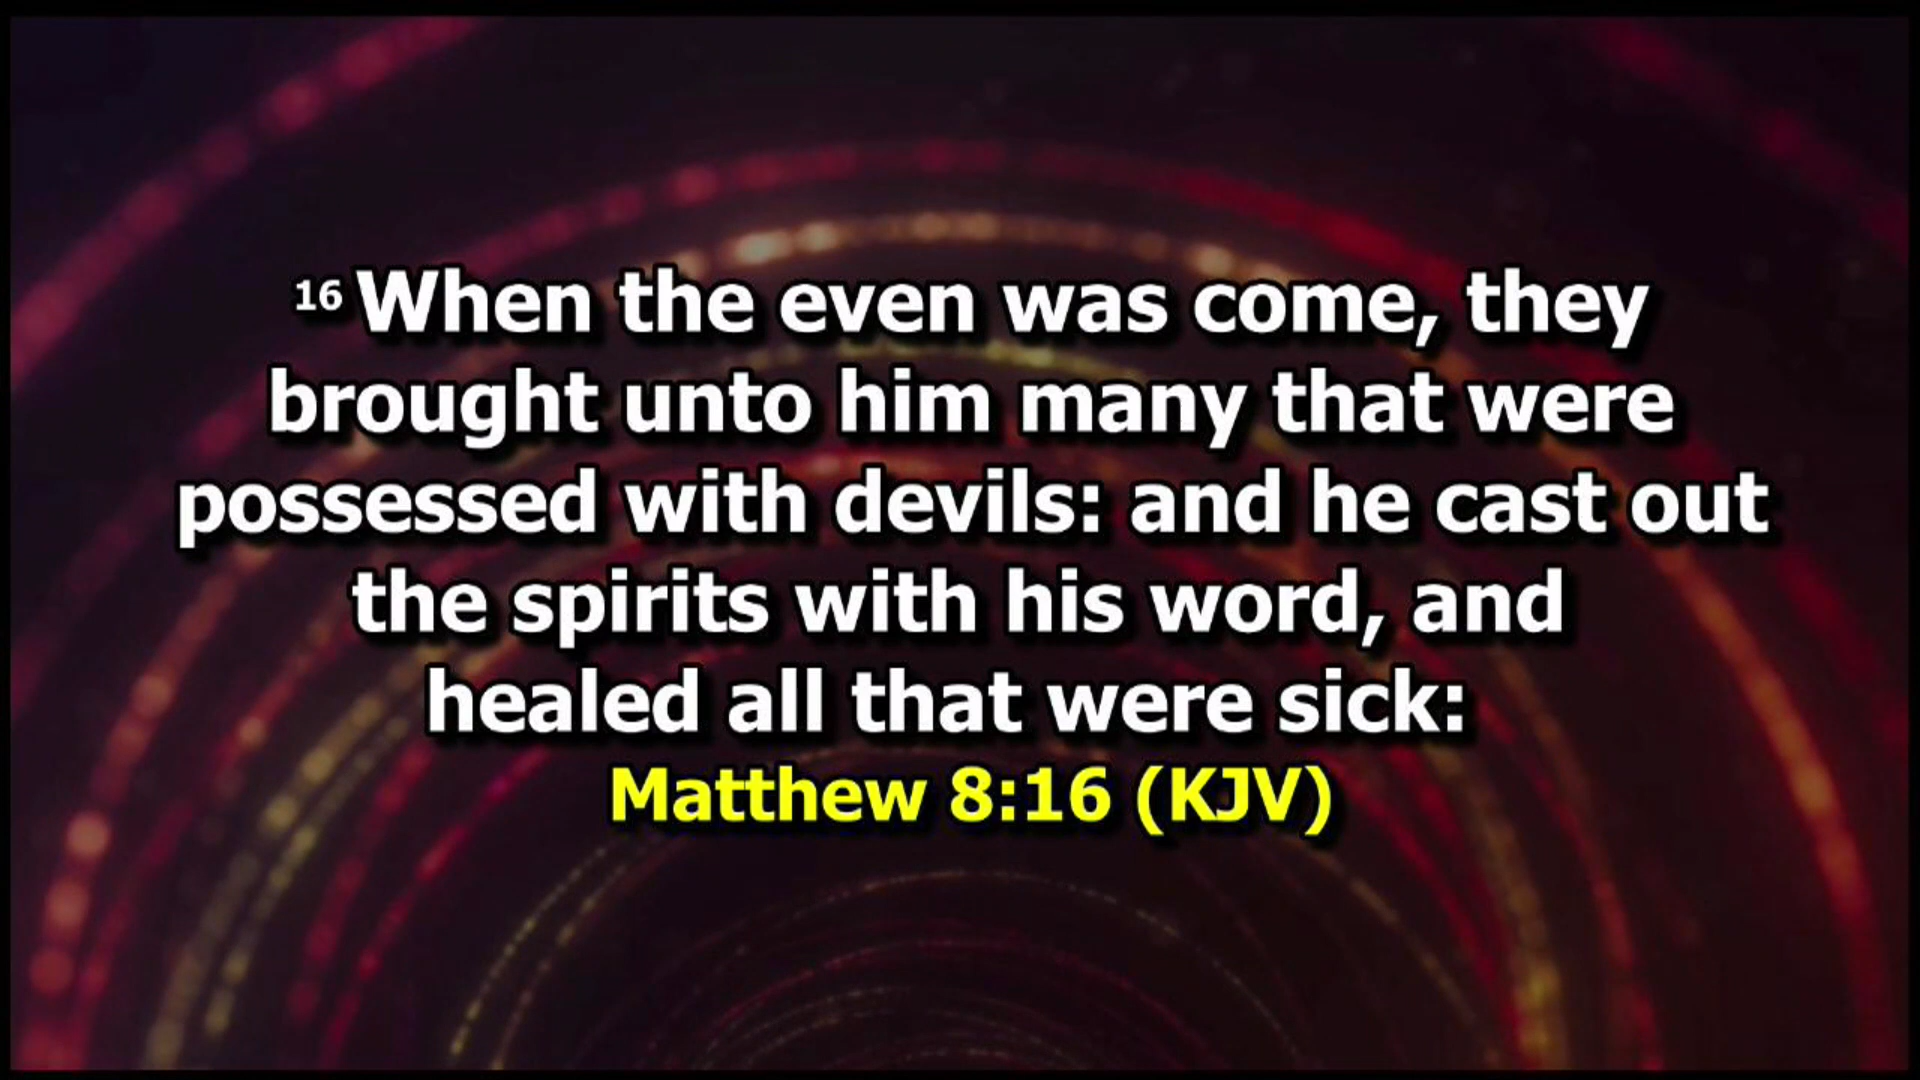 16 When the even was come, they
brought unto him many that were
possessed with devils: and he cast out
the spirits with his word, and
healed all that were sick:
Matthew 8:16 (KJV)